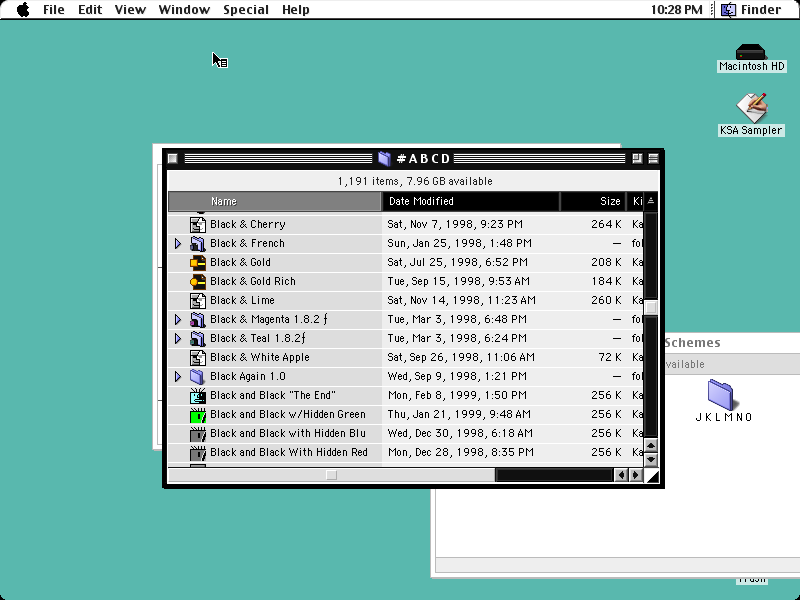 File Edit View Window Special Help 10:28 PM Finder
Macintosh HD
KSA Sampler
#ABCD
1,191 items, 7.96 GB available
Name Date Modified Size Ki
Black & Cherry Sat, Nov 7, 1998, 9:23 PM 264 K Ka
Black & French Sun, Jan 25, 1998, 1:48 PM — fol
Black & Gold Sat, Jul 25, 1998, 6:52 PM 208 K Ka
Black & Gold Rich Tue, Sep 15, 1998, 9:53 AM 184 K Ka
Black & Lime Sat, Nov 14, 1998, 11:23 AM 260 K Ka
Black & Magenta 1.8.2 ƒ Tue, Mar 3, 1998, 6:48 PM — fol
Black & Teal 1.8.2ƒ Tue, Mar 3, 1998, 6:24 PM — fol
Black & White Apple Sat, Sep 26, 1998, 11:06 AM 72 K Ka
Black Again 1.0 Wed, Sep 9, 1998, 1:21 PM — fol
Black and Black "The End" Mon, Feb 8, 1999, 1:50 PM 256 K Ka
Black and Black w/Hidden Green Thu, Jan 21, 1999, 9:48 AM 256 K Ka
Black and Black with Hidden Blu Wed, Dec 30, 1998, 6:18 AM 256 K Ka
Black and Black With Hidden Red Mon, Dec 28, 1998, 8:35 PM 256 K Ka
Schemes
vailable
J K L M N O
Trash